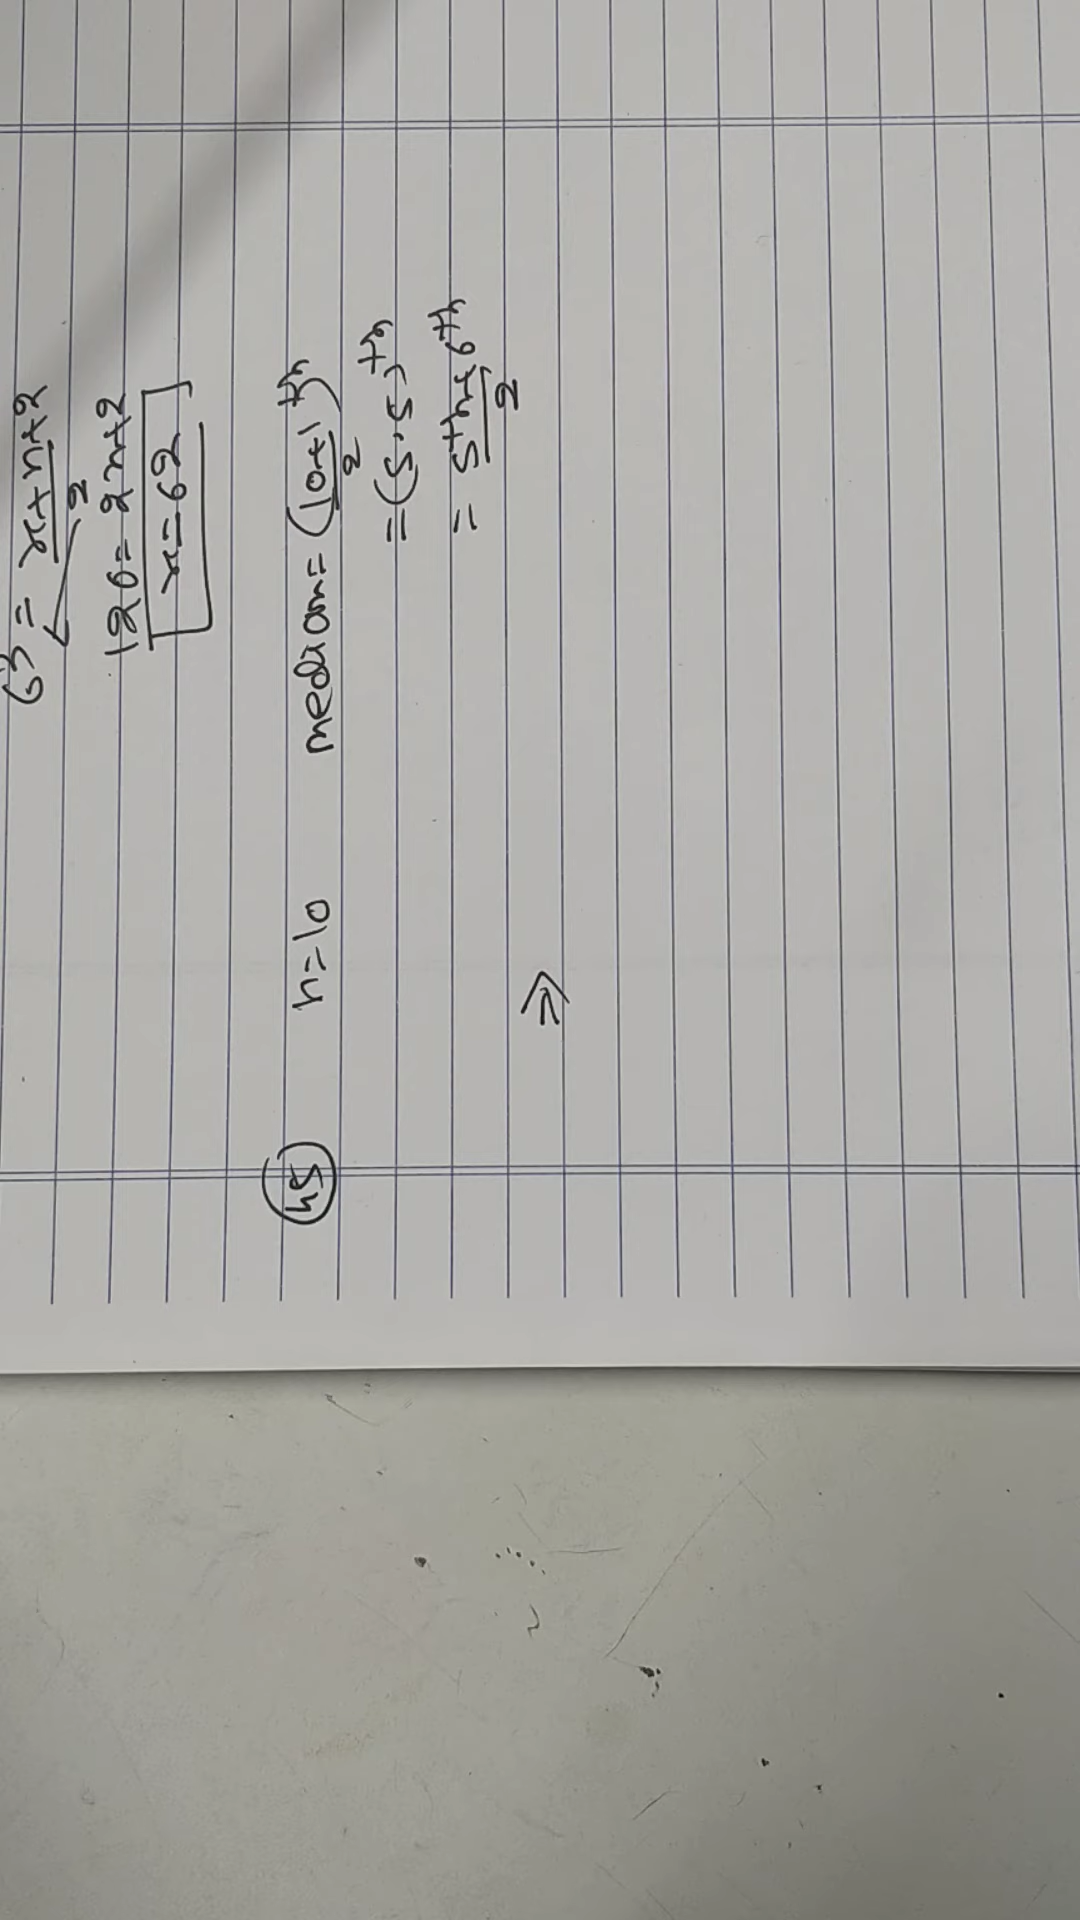 63 = x+x+2/2
126 = 2x+2
x=62
45 n=10 median = (10+1/2)th
= (5.5)th
= 5th+6th/2
⇒